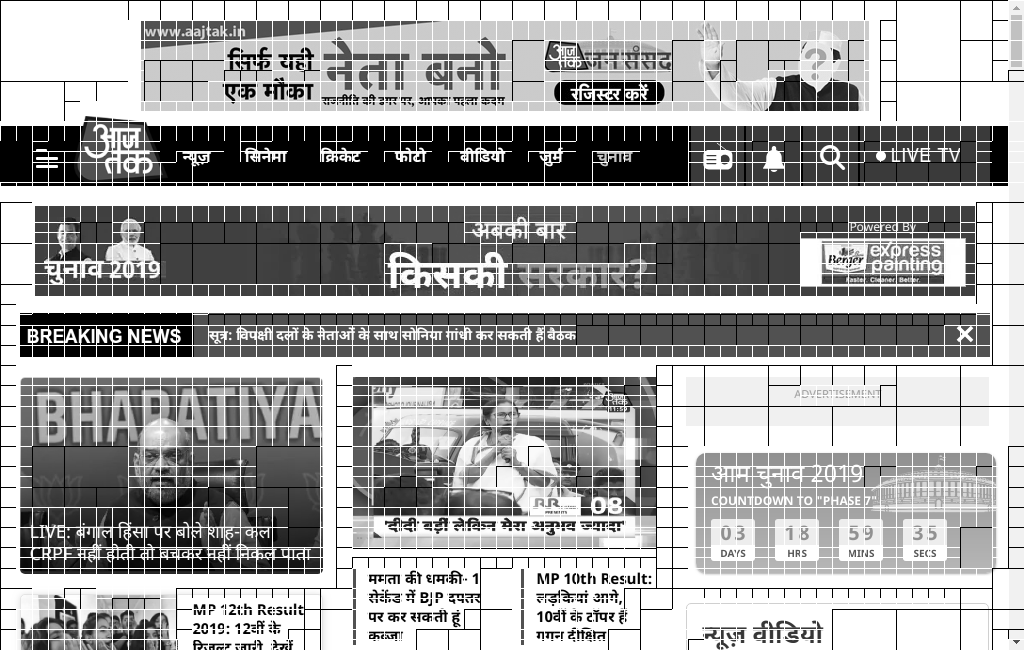 www.aajtak.in
सिर्फ यही
एक मौका
नेता बनो
राजनीति की डगर पर, आपका पहला कदम
आज तक
जन संसद
रजिस्टर करें
?
आज तक
न्यूज़
सिनेमा
क्रिकेट
फोटो
वीडियो
जुर्म
चुनाव
LIVE TV
चुनाव 2019
अबकी बार
किसकी सरकार?
Powered By
Berger express
painting
Faster. Cleaner. Better.
BREAKING NEWS
सूत्र: विपक्षी दलों के नेताओं के साथ सोनिया गांधी कर सकती हैं बैठक
BHARATIYA
LIVE: बंगाल हिंसा पर बोले शाह- कल
CRPF नहीं होती तो बचकर नहीं निकल पाता
08
'दीदी' बड़ी लेकिन मेरा अनुभव ज्यादा'
ADVERTISEMENT
आम चुनाव 2019
COUNTDOWN TO "PHASE 7"
03 18 59 35
DAYS HRS MINS SECS
MP 12th Result
2019: 12वीं के
रिजल्ट जारी, देखें
ममता की धमकी- 1
सेकेंड में BJP दफ्तर
पर कर सकती हूं
कब्जा
MP 10th Result:
लड़कियां आगे,
10वीं के टॉपर हैं
गगन दीक्षित
न्यूज़ वीडियो